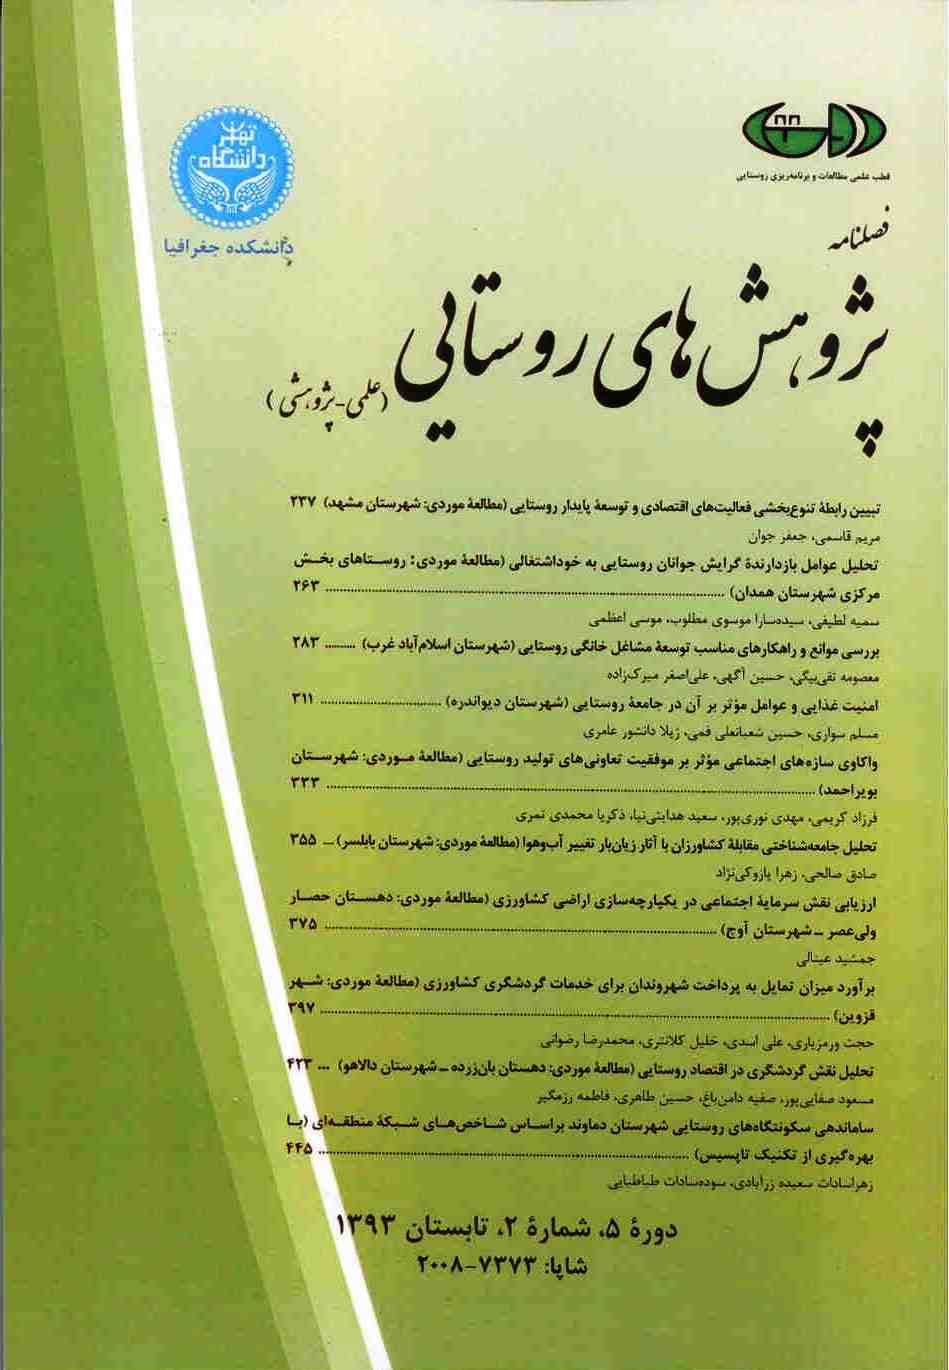 تهران
دانشگاه
دانشکده جغرافیا
قطب علمی مطالعات و برنامه‌ریزی روستایی
فصلنامه
پژوهش‌های روستایی
(علمی-پژوهشی)
تبیین رابطهٔ تنوع‌بخشی فعالیت‌های اقتصادی و توسعهٔ پایدار روستایی (مطالعهٔ موردی: شهرستان مشهد) ۲۳۷
مریم قاسمی، جعفر جوان
تحلیل عوامل بازدارندهٔ گرایش جوانان روستایی به خوداشتغالی (مطالعهٔ موردی: روستاهای بخش
مرکزی شهرستان همدان) ........ ۲۶۳
سمیه لطیفی، سیده‌سارا موسوی مطلوب، موسی اعظمی
بررسی موانع و راهکارهای مناسب توسعهٔ مشاغل خانگی روستایی (شهرستان اسلام‌آباد غرب) ........ ۲۸۳
معصومه تقی‌بیگی، حسین آگهی، علی‌اصغر میرک‌زاده
امنیت غذایی و عوامل مؤثر بر آن در جامعهٔ روستایی (شهرستان دیواندره) ........ ۳۱۱
مسلم سواری، حسین شعبانعلی فمی، ژیلا دانشور عامری
واکاوی سازه‌های اجتماعی مؤثر بر موفقیت تعاونی‌های تولید روستایی (مطالعهٔ موردی: شهرستان
بویراحمد) ........ ۳۳۳
فرزاد کریمی، مهدی نوری‌پور، سعید هدایتی‌نیا، ذکریا محمدی تمری
تحلیل جامعه‌شناختی مقابلهٔ کشاورزان با آثار زیان‌بار تغییر آب‌وهوا (مطالعهٔ موردی: شهرستان بابلسر) ... ۳۵۵
صادق صالحی، زهرا پازوکی‌نژاد
ارزیابی نقش سرمایهٔ اجتماعی در یکپارچه‌سازی اراضی کشاورزی (مطالعهٔ موردی: دهستان حصار
ولی‌عصر ـ شهرستان آوج) ........ ۳۷۵
جمشید عینالی
برآورد میزان تمایل به پرداخت شهروندان برای خدمات گردشگری کشاورزی (مطالعهٔ موردی: شهر
قزوین) ........ ۳۹۷
حجت ورمزیاری، علی اسدی، خلیل کلانتری، محمدرضا رضوانی
تحلیل نقش گردشگری در اقتصاد روستایی (مطالعهٔ موردی: دهستان بان‌زرده ـ شهرستان دالاهو) ... ۴۲۳
مسعود صفایی‌پور، صفیه دامن‌باغ، حسین طاهری، فاطمه رزمگیر
ساماندهی سکونتگاه‌های روستایی شهرستان دماوند براساس شاخص‌های شبکهٔ منطقه‌ای (با
بهره‌گیری از تکنیک تاپسیس) ........ ۴۴۵
زهراسادات سعیده زرآبادی، سوده‌سادات طباطبایی
دورهٔ ۵، شمارهٔ ۲، تابستان ۱۳۹۳
شاپا: ۷۳۷۳-۲۰۰۸